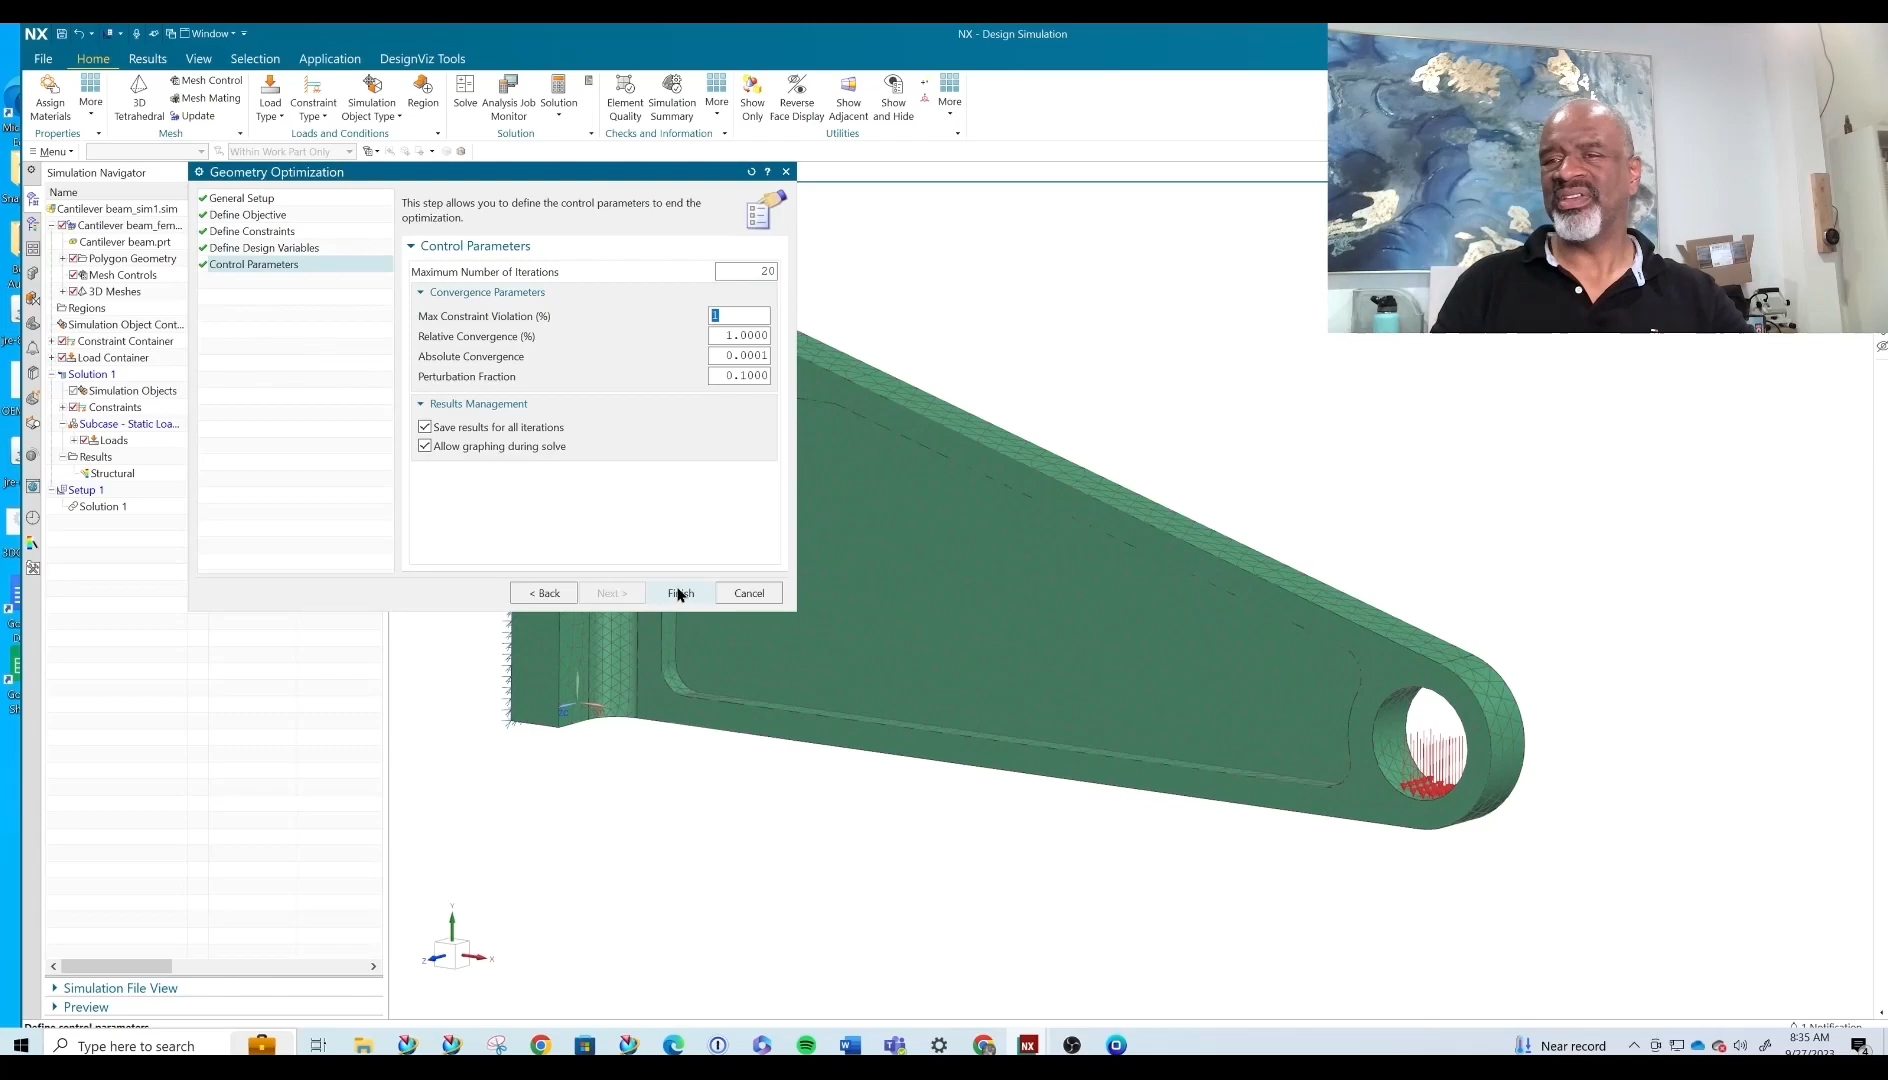 NX
Window
NX - Design Simulation
File Home Results View Selection Application DesignViz Tools
Assign Materials
More
3D Tetrahedral
Mesh Control
Mesh Mating
Update
Load Type
Constraint Type
Simulation Object Type
Region
Solve
Analysis Job Monitor
Solution
Element Quality
Simulation Summary
More
Show Only
Reverse Face Display
Show Adjacent
Show and Hide
More
Properties
Mesh
Loads and Conditions
Solution
Checks and Information
Utilities
Menu
Within Work Part Only
Simulation Navigator
Name
Cantilever beam_sim1.sim
Cantilever beam_fem...
Cantilever beam.prt
Polygon Geometry
Mesh Controls
3D Meshes
Regions
Simulation Object Cont...
Constraint Container
Load Container
Solution 1
Simulation Objects
Constraints
Subcase - Static Loa...
Loads
Results
Structural
Setup 1
Solution 1
Geometry Optimization
General Setup
Define Objective
Define Constraints
Define Design Variables
Control Parameters
This step allows you to define the control parameters to end the
optimization.
Control Parameters
Maximum Number of Iterations 20
Convergence Parameters
Max Constraint Violation (%) 1
Relative Convergence (%) 1.0000
Absolute Convergence 0.0001
Perturbation Fraction 0.1000
Results Management
Save results for all iterations
Allow graphing during solve
< Back
Next >
Finish
Cancel
Y
Z
X
Simulation File View
Preview
Define control parameters
1 Notification
Type here to search
Near record
8:35 AM
9/27/2023
4